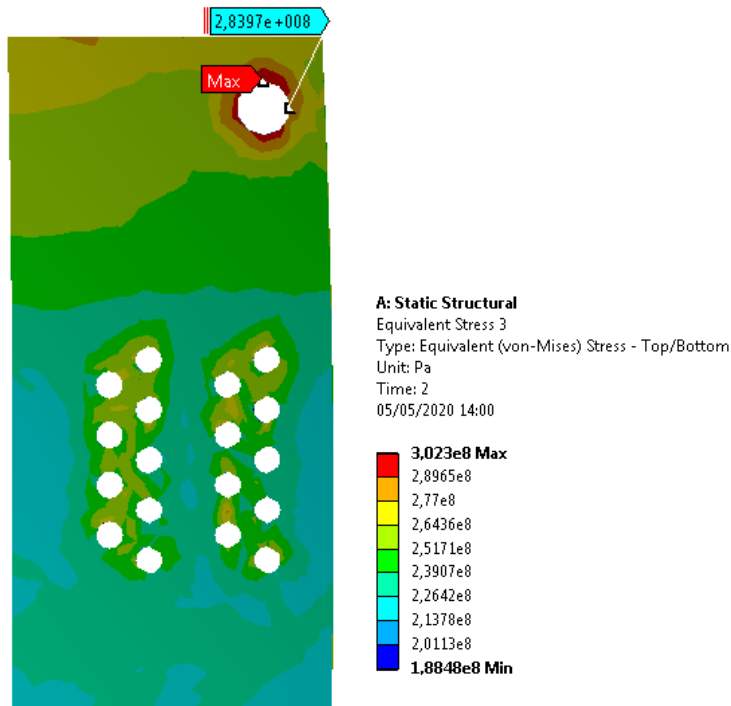 2,8397e+008
Max
A: Static Structural
Equivalent Stress 3
Type: Equivalent (von-Mises) Stress - Top/Bottom
Unit: Pa
Time: 2
05/05/2020 14:00
3,023e8 Max
2,8965e8
2,77e8
2,6436e8
2,5171e8
2,3907e8
2,2642e8
2,1378e8
2,0113e8
1,8848e8 Min